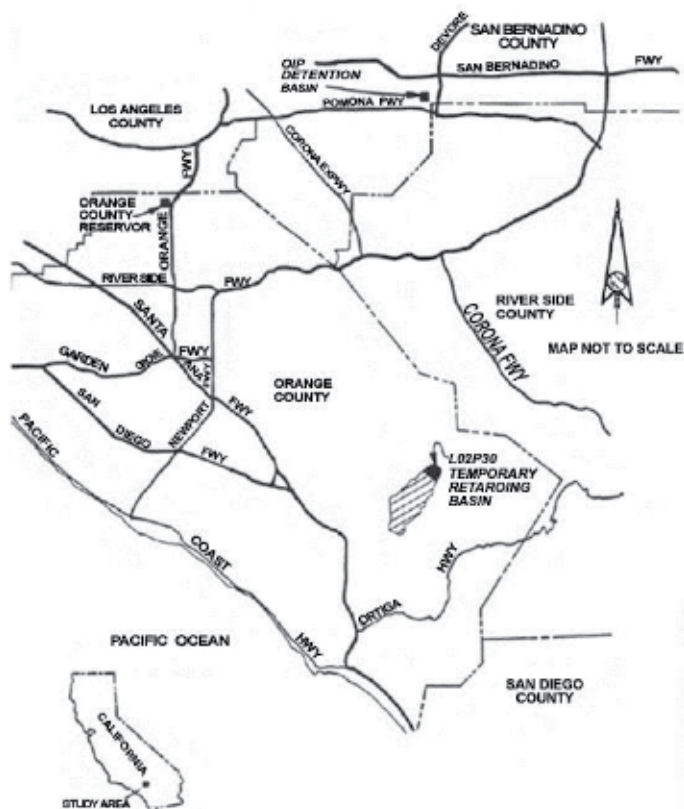 DEVORE
SAN BERNADINO
COUNTY
OIP
DETENTION
BASIN
SAN BERNADINO
FWY
POMONA FWY
LOS ANGELES
COUNTY
FWY
CORONA EXPWY
ORANGE
COUNTY
RESERVOR
ORANGE
RIVER SIDE
FWY
SANTA
RIVER SIDE
COUNTY
CORONA FWY
MAP NOT TO SCALE
GARDEN
FWY
ANA
FWY
ORANGE
COUNTY
SAN
DIEGO
NEWPORT
FWY
FWY
PACIFIC
L02P30
TEMPORARY
RETARDING
BASIN
COAST
HWY
ORTIGA
HWY
PACIFIC OCEAN
SAN DIEGO
COUNTY
CALIFORNIA
STUDY AREA